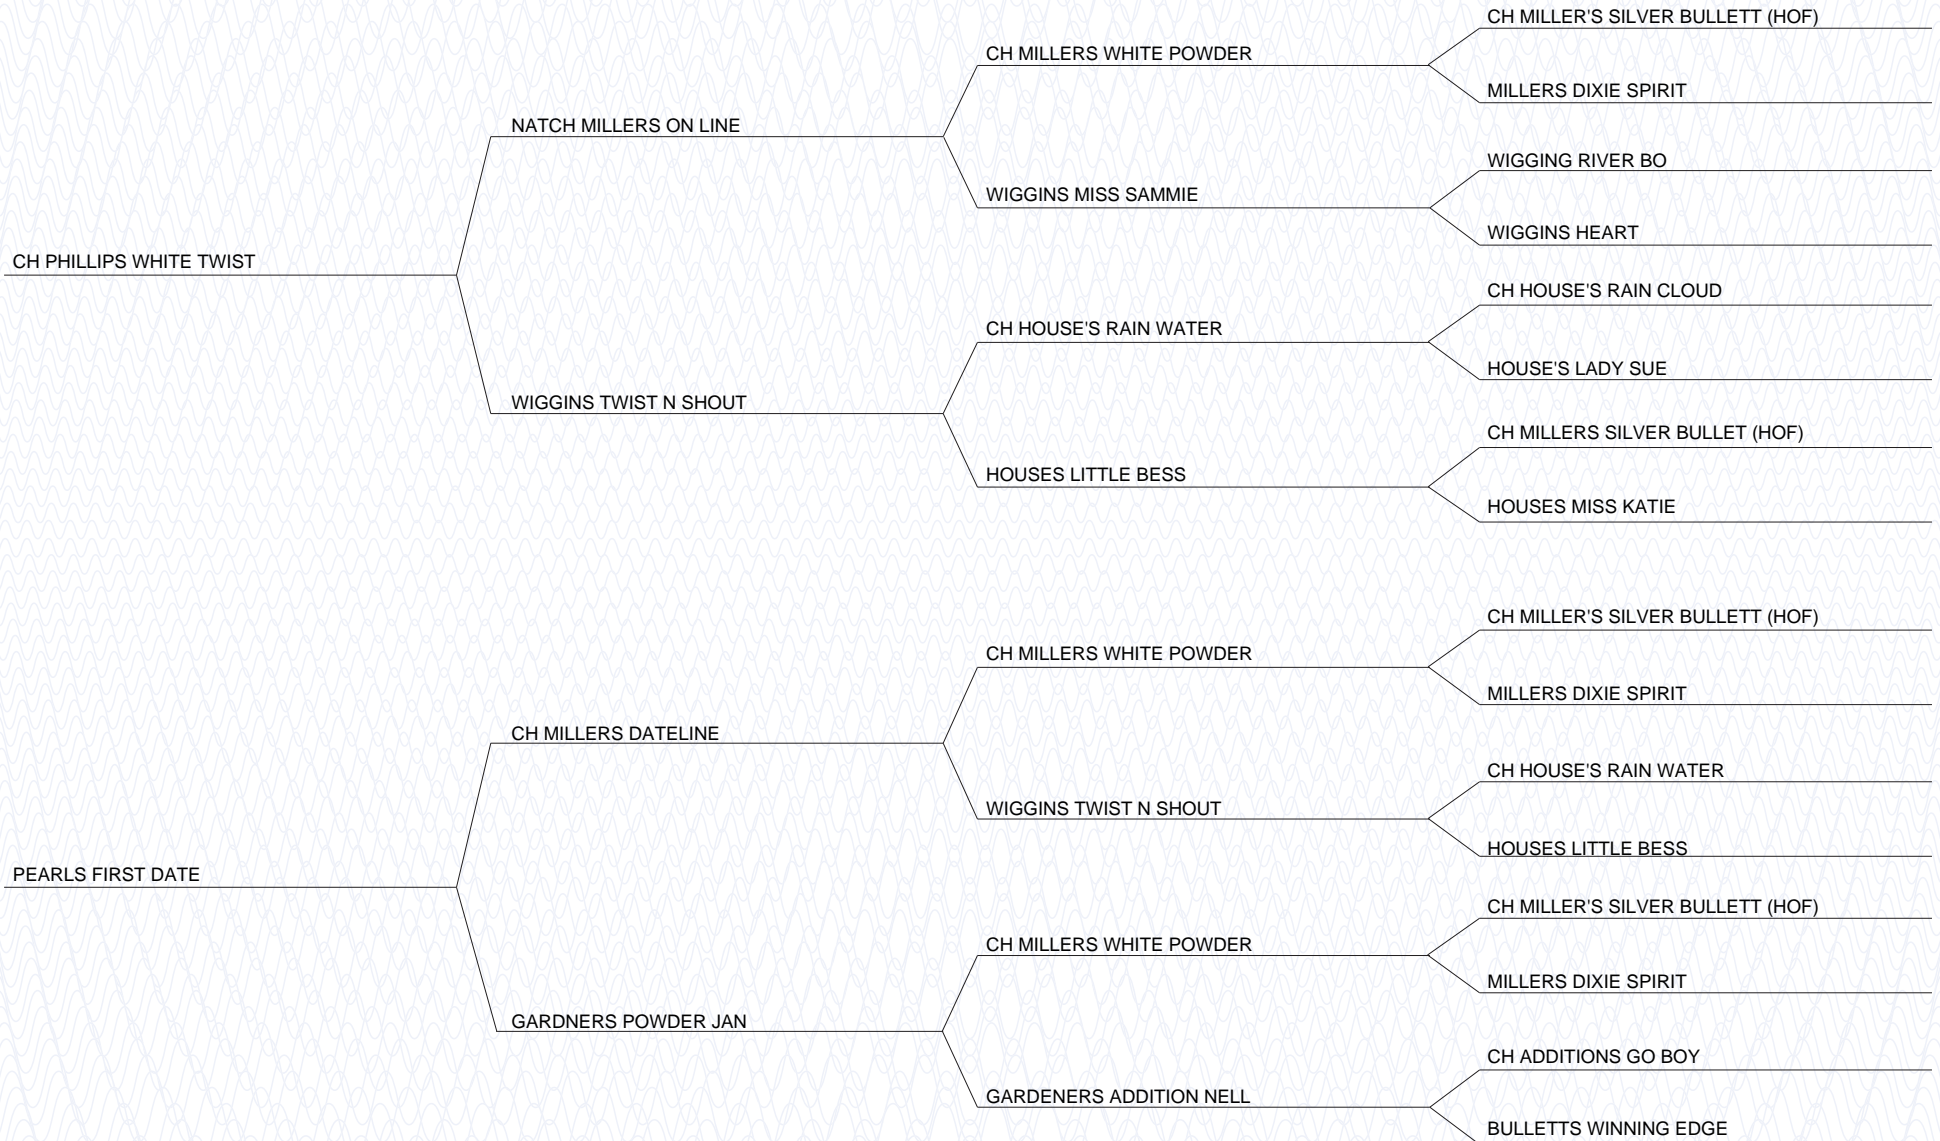 CH MILLER'S SILVER BULLETT (HOF)
CH MILLERS WHITE POWDER
MILLERS DIXIE SPIRIT
NATCH MILLERS ON LINE
WIGGING RIVER BO
WIGGINS MISS SAMMIE
WIGGINS HEART
CH PHILLIPS WHITE TWIST
CH HOUSE'S RAIN CLOUD
CH HOUSE'S RAIN WATER
HOUSE'S LADY SUE
WIGGINS TWIST N SHOUT
CH MILLERS SILVER BULLET (HOF)
HOUSES LITTLE BESS
HOUSES MISS KATIE
CH MILLER'S SILVER BULLETT (HOF)
CH MILLERS WHITE POWDER
MILLERS DIXIE SPIRIT
CH MILLERS DATELINE
CH HOUSE'S RAIN WATER
WIGGINS TWIST N SHOUT
HOUSES LITTLE BESS
PEARLS FIRST DATE
CH MILLER'S SILVER BULLETT (HOF)
CH MILLERS WHITE POWDER
MILLERS DIXIE SPIRIT
GARDNERS POWDER JAN
CH ADDITIONS GO BOY
GARDENERS ADDITION NELL
BULLETTS WINNING EDGE